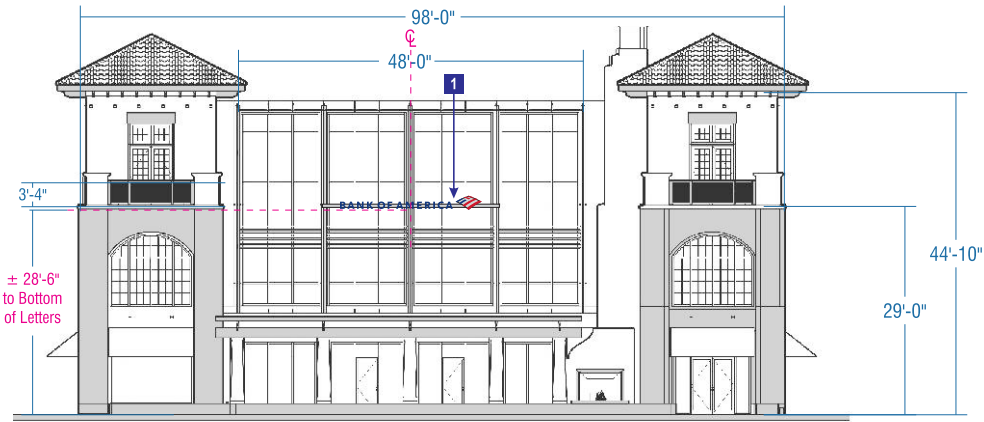 98'-0"
CL
48'-0"
1
3'-4"
BANK OF AMERICA
± 28'-6"
to Bottom
of Letters
44'-10"
29'-0"